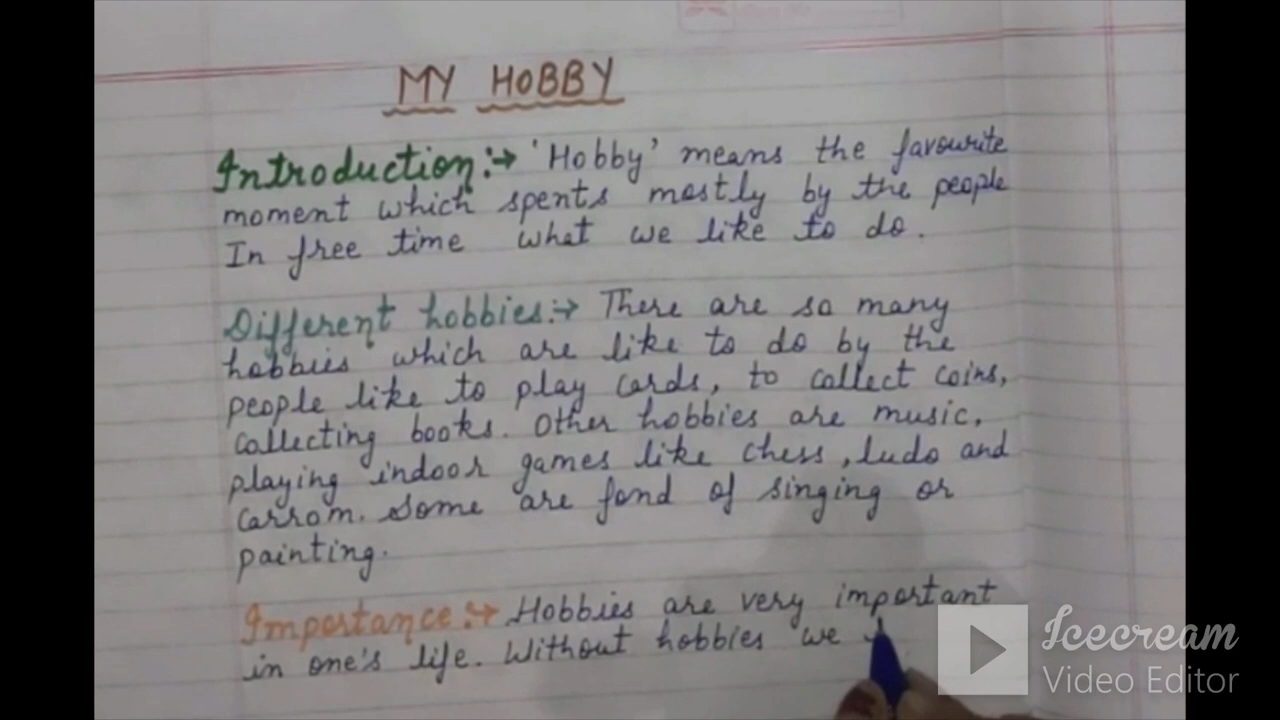 MY HOBBY
Introduction:→ 'Hobby' means the favourite
moment which spents mostly by the people
In free time what we like to do.
Different hobbies:→ There are so many
hobbies which are like to do by the
people like to play cards, to collect coins,
collecting books. Other hobbies are music,
playing indoor games like chess, ludo and
carrom. Some are fond of singing or
painting.
Importance:→ Hobbies are very important
in one's life. Without hobbies we
Icecream
Video Editor